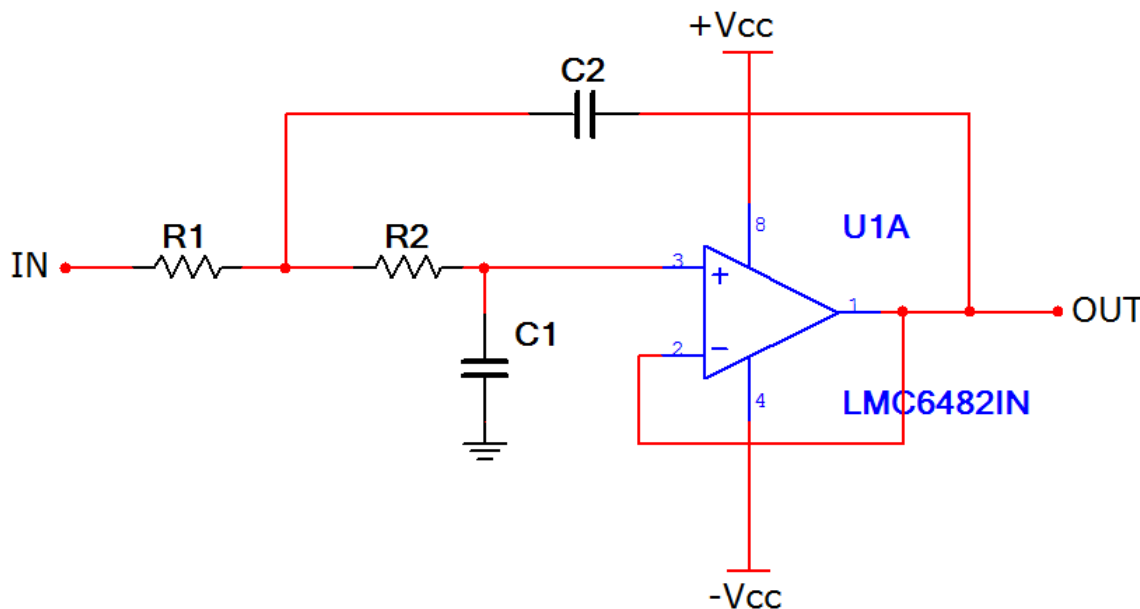 +Vcc
C2
8
U1A
R1
R2
IN
3
+
1
OUT
C1
2
−
4
LMC6482IN
-Vcc